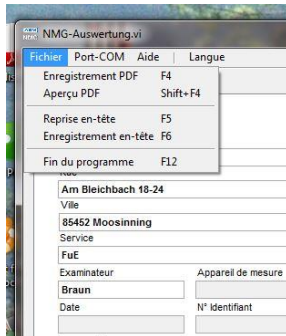 NMG-Auswertung.vi
Fichier Port-COM Aide Langue
Enregistrement PDF F4
Aperçu PDF Shift+F4
Reprise en-tête F5
Enregistrement en-tête F6
Fin du programme F12
Am Bleichbach 18-24
Ville
85452 Moosinning
Service
FuE
Examinateur Appareil de mesure
Braun
Date N° Identifiant